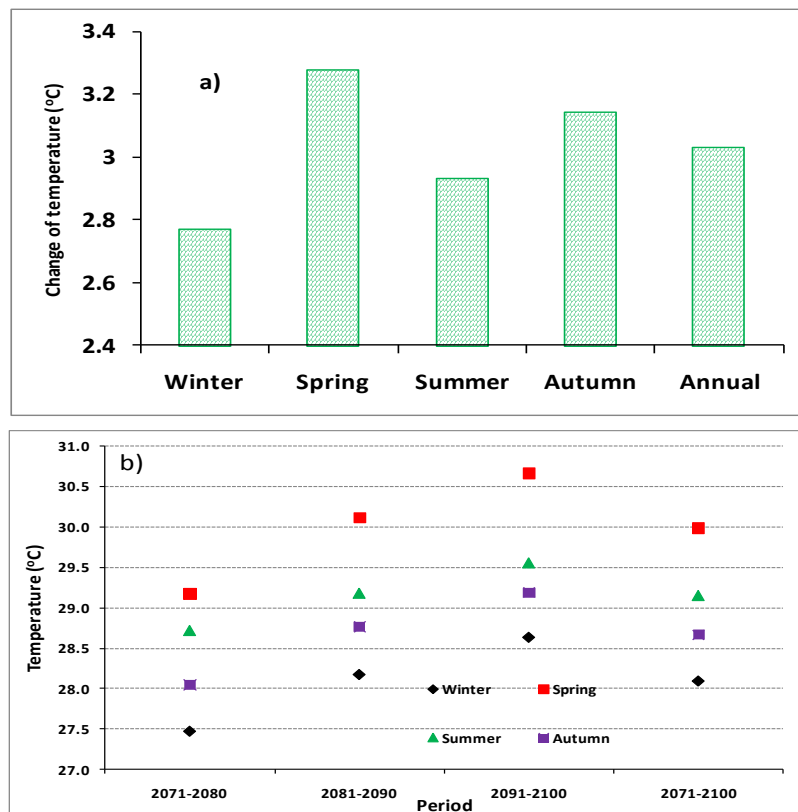 3.4
a)
3.2
3
2.8
2.6
2.4
Change of temperature (ºC)
Winter Spring Summer Autumn Annual
b)
31.0
30.5
30.0
29.5
29.0
28.5
28.0
27.5
27.0
Temperature (ºC)
Winter Spring
Summer Autumn
2071-2080 2081-2090 2091-2100 2071-2100
Period